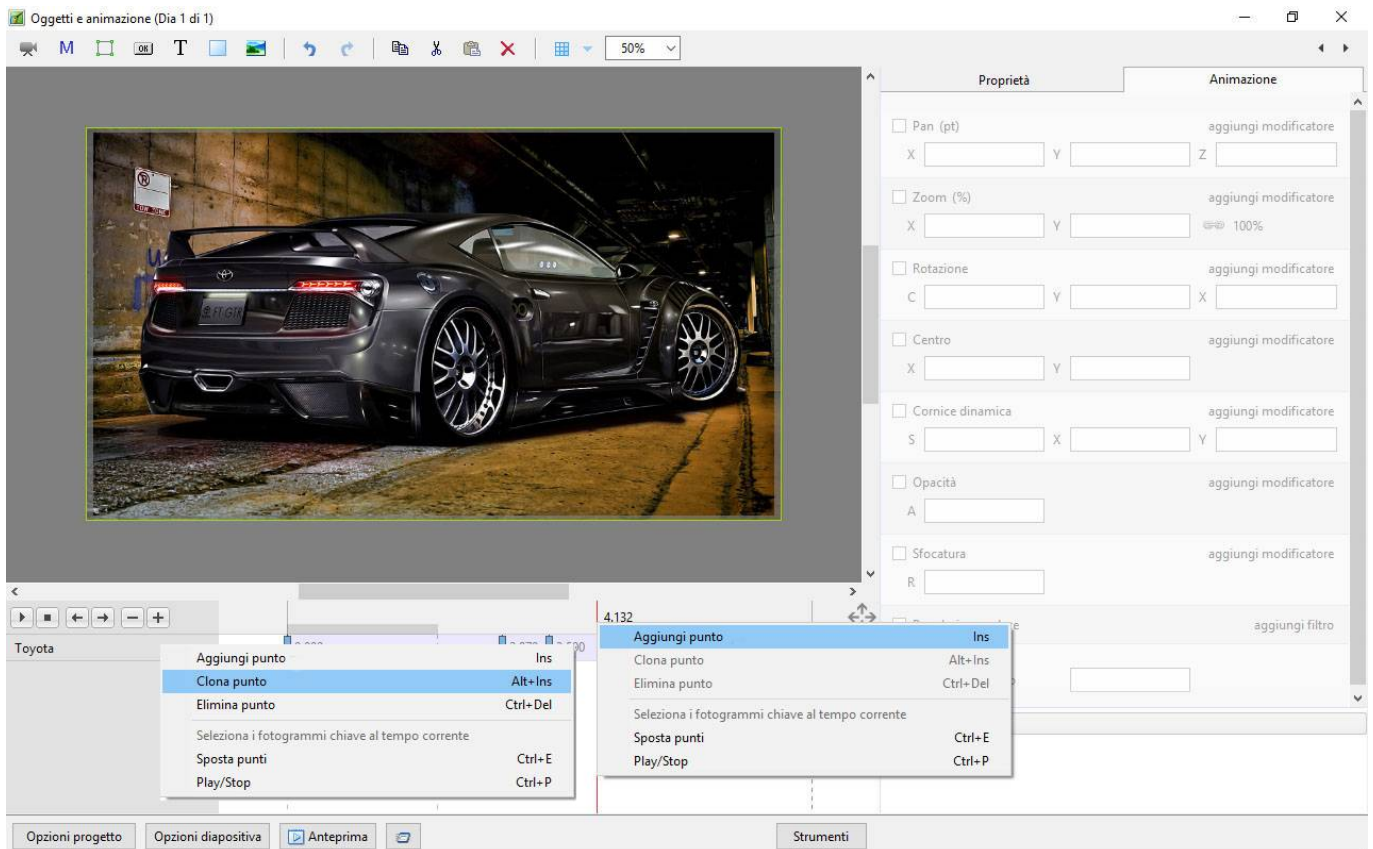 Oggetti e animazione (Dia 1 di 1)
M OK T 50%
Proprietà Animazione
Pan (pt) aggiungi modificatore
X Y Z
Zoom (%) aggiungi modificatore
X Y 100%
Rotazione aggiungi modificatore
C Y X
Centro aggiungi modificatore
X Y
Cornice dinamica aggiungi modificatore
S X Y
Opacità aggiungi modificatore
A
Sfocatura aggiungi modificatore
R
aggiungi filtro
FT-GTR
4.132
Toyota
Aggiungi punto Ins
Clona punto Alt+Ins
Elimina punto Ctrl+Del
Seleziona i fotogrammi chiave al tempo corrente
Sposta punti Ctrl+E
Play/Stop Ctrl+P
Aggiungi punto Ins
Clona punto Alt+Ins
Elimina punto Ctrl+Del
Seleziona i fotogrammi chiave al tempo corrente
Sposta punti Ctrl+E
Play/Stop Ctrl+P
Opzioni progetto Opzioni diapositiva Anteprima Strumenti